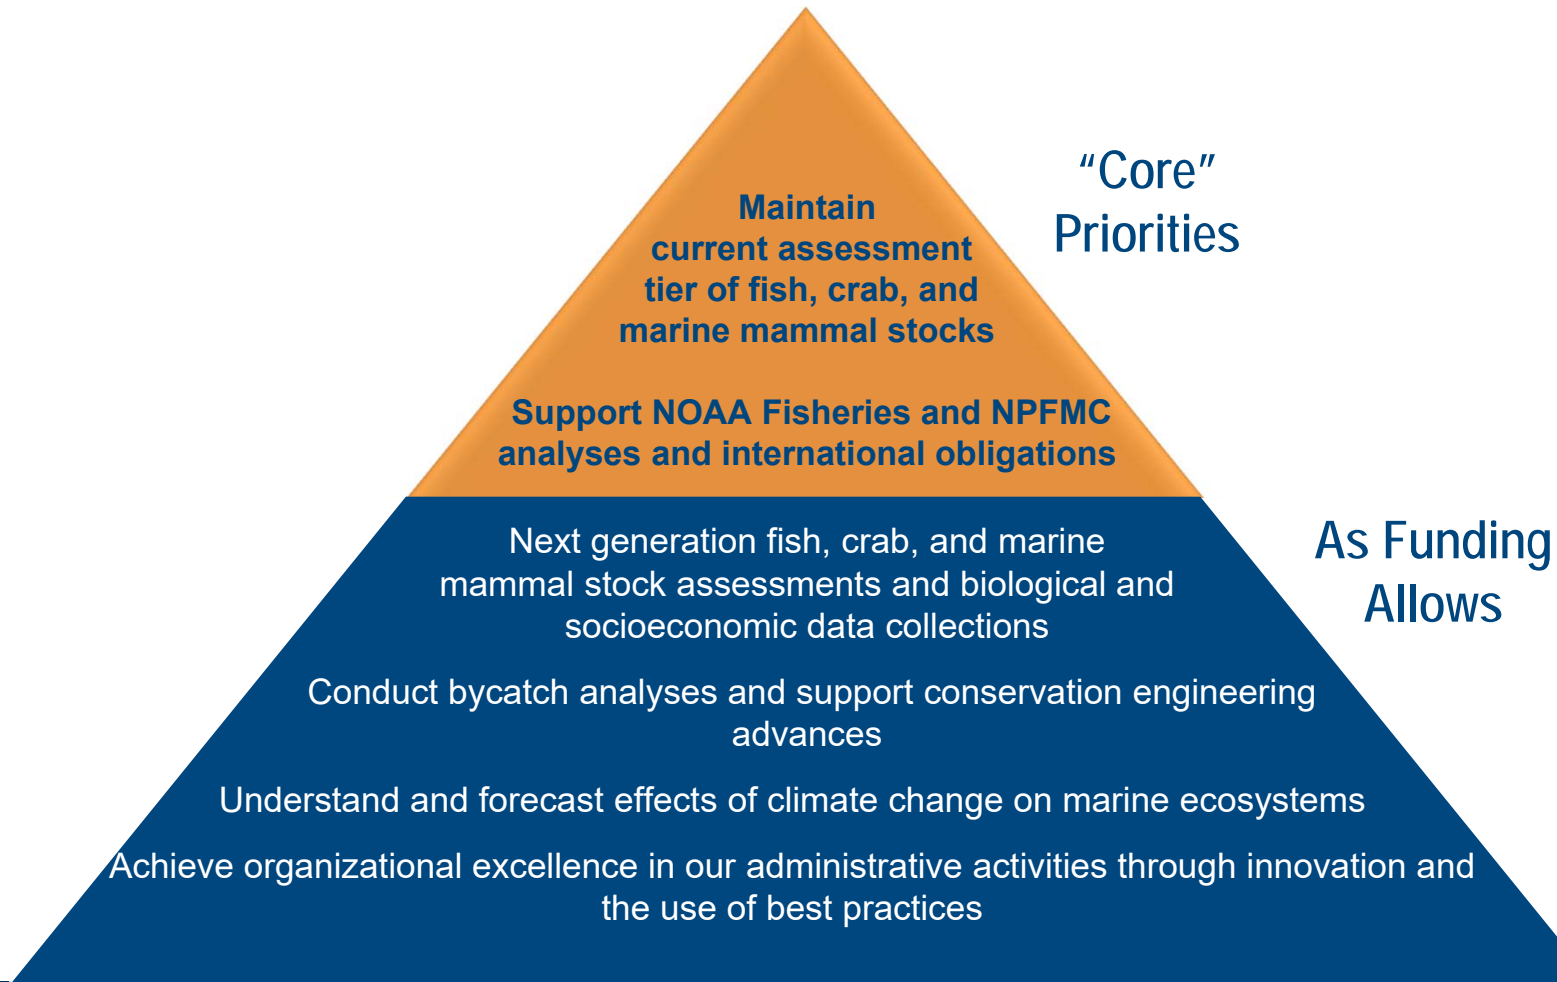 "Core"
Priorities
Maintain
current assessment
tier of fish, crab, and
marine mammal stocks
Support NOAA Fisheries and NPFMC
analyses and international obligations
As Funding
Allows
Next generation fish, crab, and marine
mammal stock assessments and biological and
socioeconomic data collections
Conduct bycatch analyses and support conservation engineering
advances
Understand and forecast effects of climate change on marine ecosystems
Achieve organizational excellence in our administrative activities through innovation and
the use of best practices